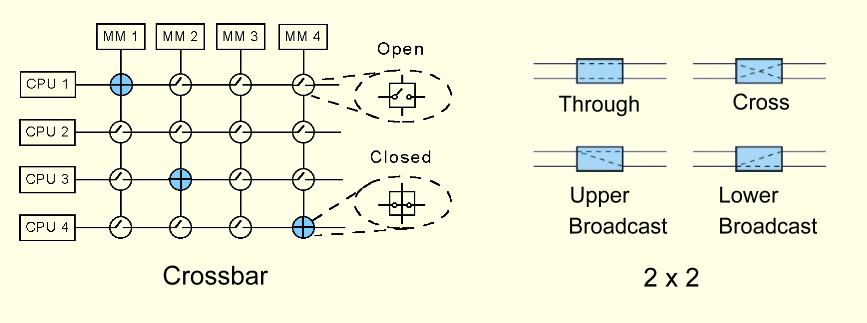 MM 1 MM 2 MM 3 MM 4
Open
CPU 1
CPU 2
CPU 3
CPU 4
Closed
Crossbar
Through
Cross
Upper
Broadcast
Lower
Broadcast
2 x 2